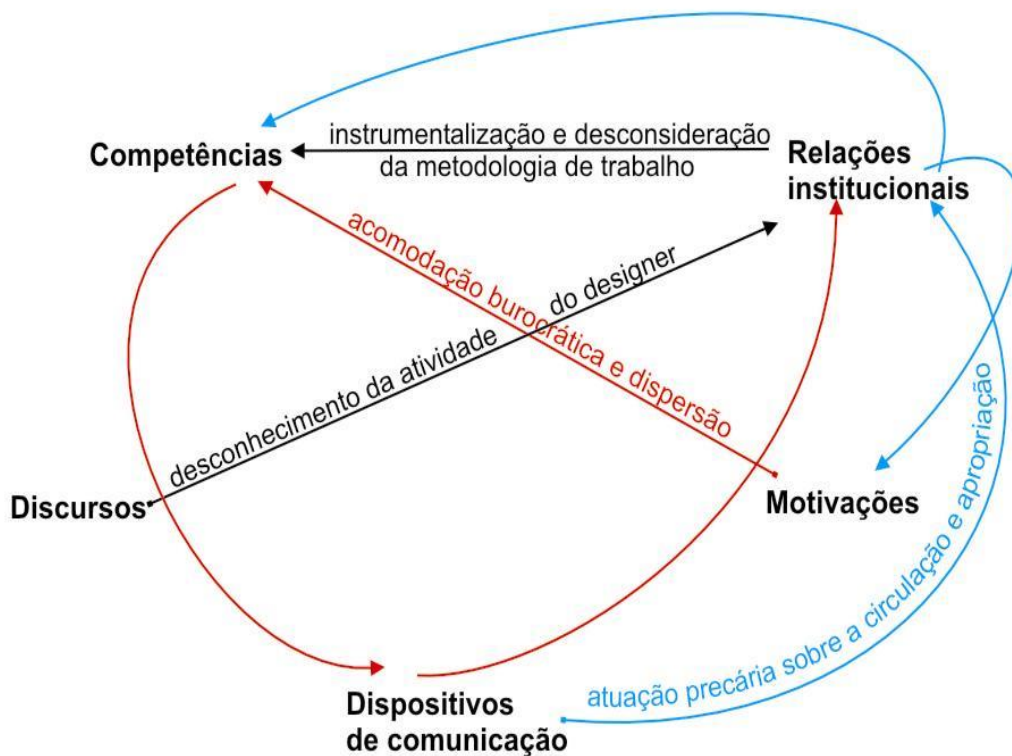 instrumentalização e desconsideração
da metodologia de trabalho
Competências
Relações
institucionais
acomodação burocrática e dispersão
desconhecimento da atividade do designer
Discursos
Motivações
atuação precária sobre a circulação e apropriação
Dispositivos
de comunicação